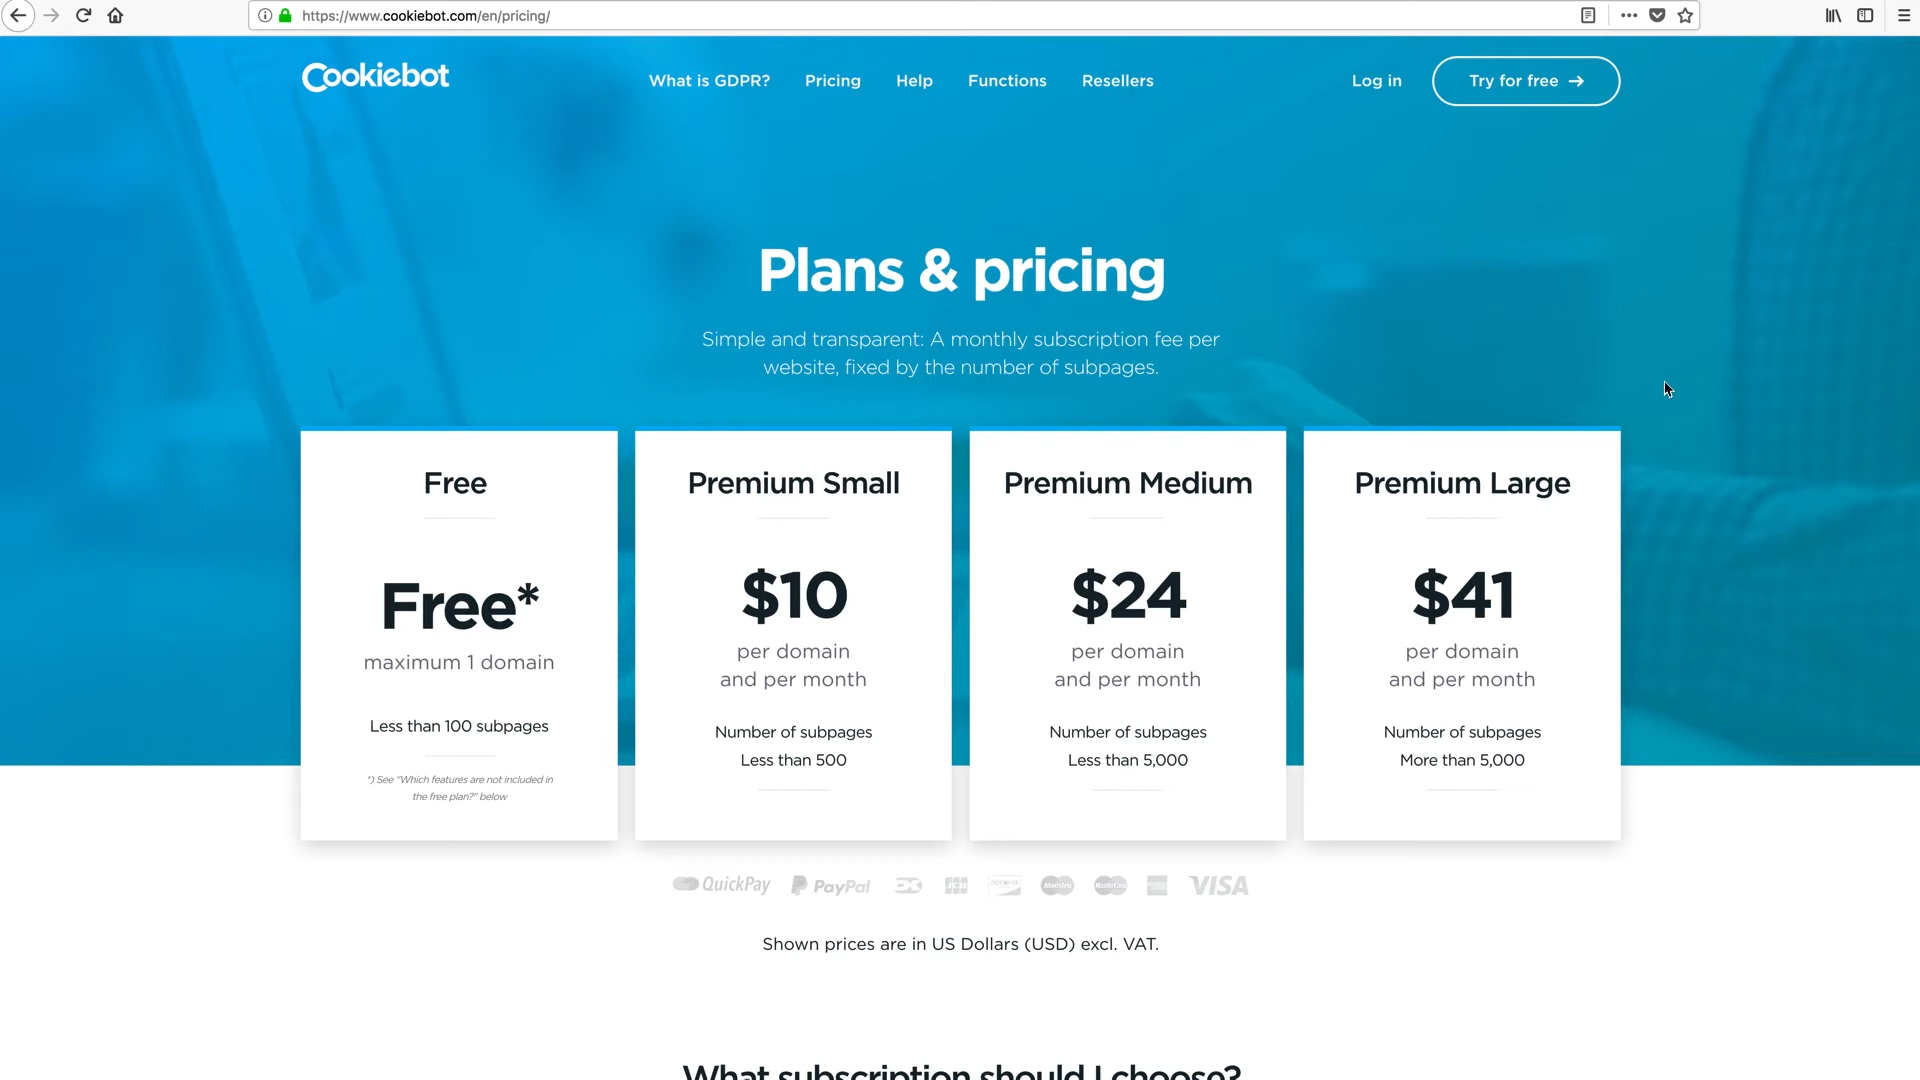 https://www.cookiebot.com/en/pricing/
Cookiebot
What is GDPR?
Pricing
Help
Functions
Resellers
Log in
Try for free →
Plans & pricing
Simple and transparent: A monthly subscription fee per
website, fixed by the number of subpages.
Free
Free*
maximum 1 domain
Less than 100 subpages
*) See "Which features are not included in
the free plan?" below
Premium Small
$10
per domain
and per month
Number of subpages
Less than 500
Premium Medium
$24
per domain
and per month
Number of subpages
Less than 5,000
Premium Large
$41
per domain
and per month
Number of subpages
More than 5,000
QuickPay
PayPal
JCB
DISCOVER
Maestro
MasterCard
VISA
Shown prices are in US Dollars (USD) excl. VAT.
What subscription should I choose?